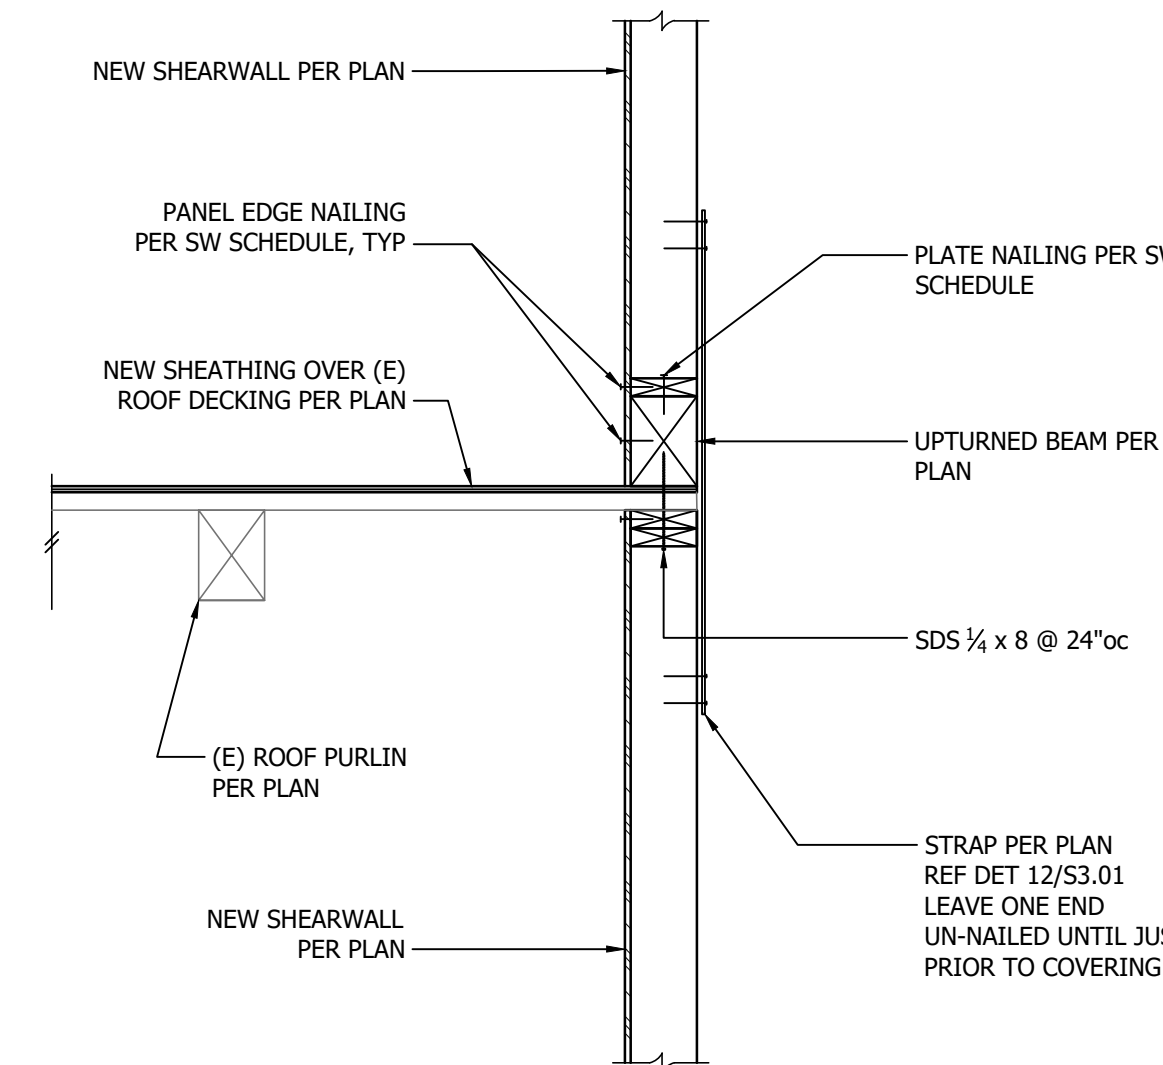 NEW SHEARWALL PER PLAN
PANEL EDGE NAILING
PER SW SCHEDULE, TYP
PLATE NAILING PER
SCHEDULE
NEW SHEATHING OVER (E)
ROOF DECKING PER PLAN
UPTURNED BEAM PER
PLAN
SDS ¼ x 8 @ 24"oc
(E) ROOF PURLIN
PER PLAN
STRAP PER PLAN
REF DET 12/S3.01
LEAVE ONE END
UN-NAILED UNTIL
PRIOR TO COVERING
NEW SHEARWALL
PER PLAN